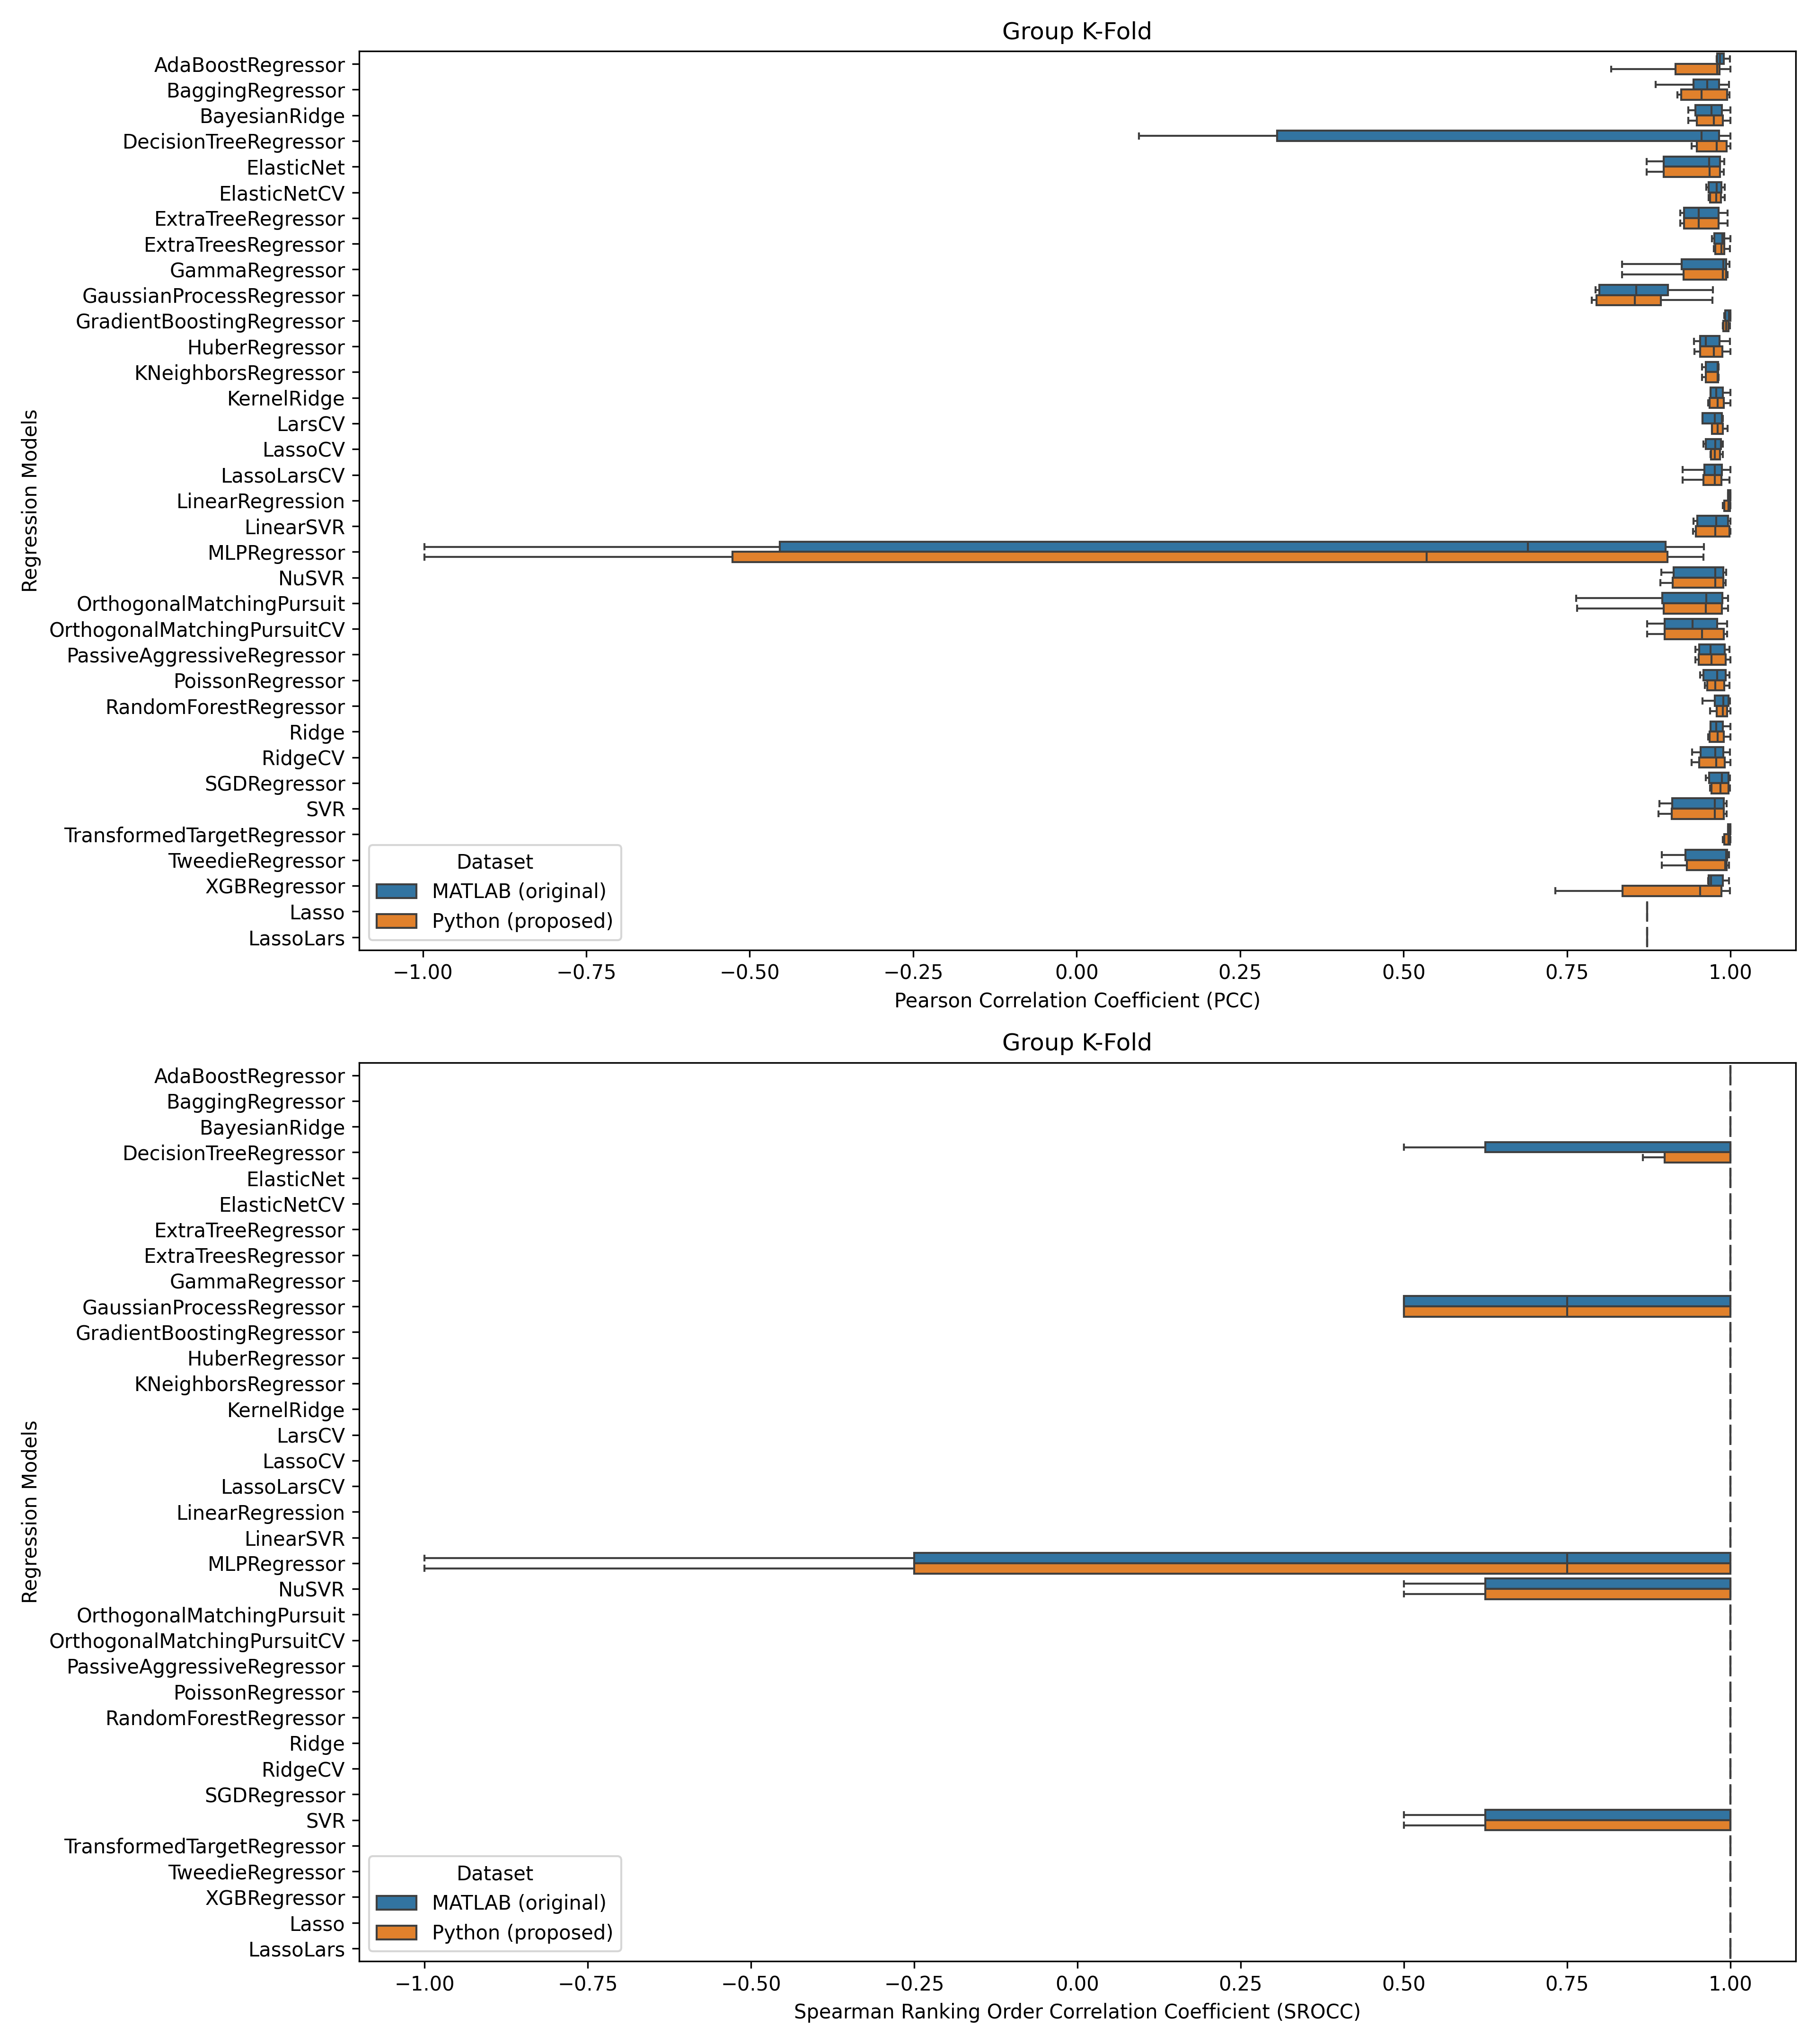 Group K-Fold
AdaBoostRegressor
BaggingRegressor
BayesianRidge
DecisionTreeRegressor
ElasticNet
ElasticNetCV
ExtraTreeRegressor
ExtraTreesRegressor
GammaRegressor
GaussianProcessRegressor
GradientBoostingRegressor
HuberRegressor
KNeighborsRegressor
KernelRidge
LarsCV
LassoCV
LassoLarsCV
LinearRegression
LinearSVR
MLPRegressor
NuSVR
OrthogonalMatchingPursuit
OrthogonalMatchingPursuitCV
PassiveAggressiveRegressor
PoissonRegressor
RandomForestRegressor
Ridge
RidgeCV
SGDRegressor
SVR
TransformedTargetRegressor
TweedieRegressor
XGBRegressor
Lasso
LassoLars
Regression Models
Dataset
MATLAB (original)
Python (proposed)
−1.00 −0.75 −0.50 −0.25 0.00 0.25 0.50 0.75 1.00
Pearson Correlation Coefficient (PCC)
Group K-Fold
AdaBoostRegressor
BaggingRegressor
BayesianRidge
DecisionTreeRegressor
ElasticNet
ElasticNetCV
ExtraTreeRegressor
ExtraTreesRegressor
GammaRegressor
GaussianProcessRegressor
GradientBoostingRegressor
HuberRegressor
KNeighborsRegressor
KernelRidge
LarsCV
LassoCV
LassoLarsCV
LinearRegression
LinearSVR
MLPRegressor
NuSVR
OrthogonalMatchingPursuit
OrthogonalMatchingPursuitCV
PassiveAggressiveRegressor
PoissonRegressor
RandomForestRegressor
Ridge
RidgeCV
SGDRegressor
SVR
TransformedTargetRegressor
TweedieRegressor
XGBRegressor
Lasso
LassoLars
Regression Models
Dataset
MATLAB (original)
Python (proposed)
−1.00 −0.75 −0.50 −0.25 0.00 0.25 0.50 0.75 1.00
Spearman Ranking Order Correlation Coefficient (SROCC)